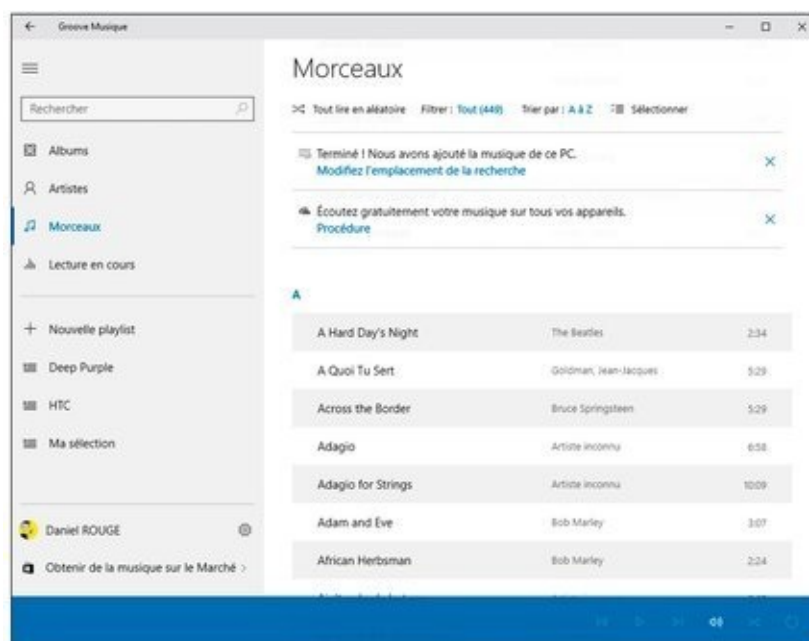 Groove Musique
Morceaux
Rechercher
Tout lire en aléatoire Filtrer : Tout (449) Trier par : A à Z Sélectionner
Albums
Artistes
Morceaux
Lecture en cours
Nouvelle playlist
Deep Purple
HTC
Ma sélection
Daniel ROUGE
Obtenir de la musique sur le Marché
Terminé ! Nous avons ajouté la musique de ce PC.
Modifiez l'emplacement de la recherche
Écoutez gratuitement votre musique sur tous vos appareils.
Procédure
A
A Hard Day's Night The Beatles 2:34
A Quoi Tu Sert Goldman, Jean-Jacques 5:29
Across the Border Bruce Springsteen 5:29
Adagio Artiste inconnu 6:58
Adagio for Strings Artiste inconnu 10:09
Adam and Eve Bob Marley 3:07
African Herbsman Bob Marley 2:24